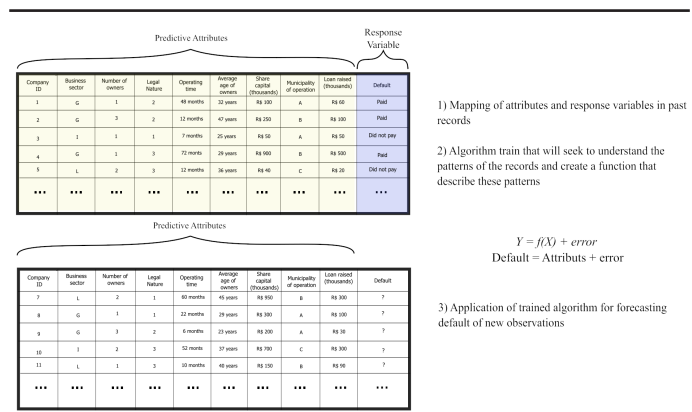 Predictive Attributes
Response
Variable
Company ID Business sector Number of owners Legal Nature Operating time Average age of owners Share capital (thousands) Municipality of operation Loan raised (thousands) Default
1 G 1 2 48 months 32 years R$ 100 A R$ 60 Paid
2 G 3 2 12 months 47 years R$ 250 B R$ 100 Paid
3 I 1 1 7 months 25 years R$ 50 A R$ 50 Did not pay
4 G 1 3 72 monts 29 years R$ 900 B R$ 500 Paid
5 L 2 3 12 months 36 years R$ 40 C R$ 20 Did not pay
... ... ... ... ... ... ... ... ... ...
1) Mapping of attributes and response variables in past
records
2) Algorithm train that will seek to understand the
patterns of the records and create a function that
describe these patterns
Predictive Attributes
Company ID Business sector Number of owners Legal Nature Operating time Average age of owners Share capital (thousands) Municipality of operation Loan raised (thousands) Default
7 L 2 1 60 months 45 years R$ 950 B R$ 300 ?
8 G 1 1 22 months 29 years R$ 300 A R$ 100 ?
9 G 3 2 6 months 23 years R$ 200 A R$ 30 ?
10 I 2 3 52 monts 37 years R$ 700 C R$ 300 ?
11 L 1 3 10 months 40 years R$ 150 B R$ 90 ?
... ... ... ... ... ... ... ... ... ...
Y = f(X) + error
Default = Attributs + error
3) Application of trained algorithm for forecasting
default of new observations